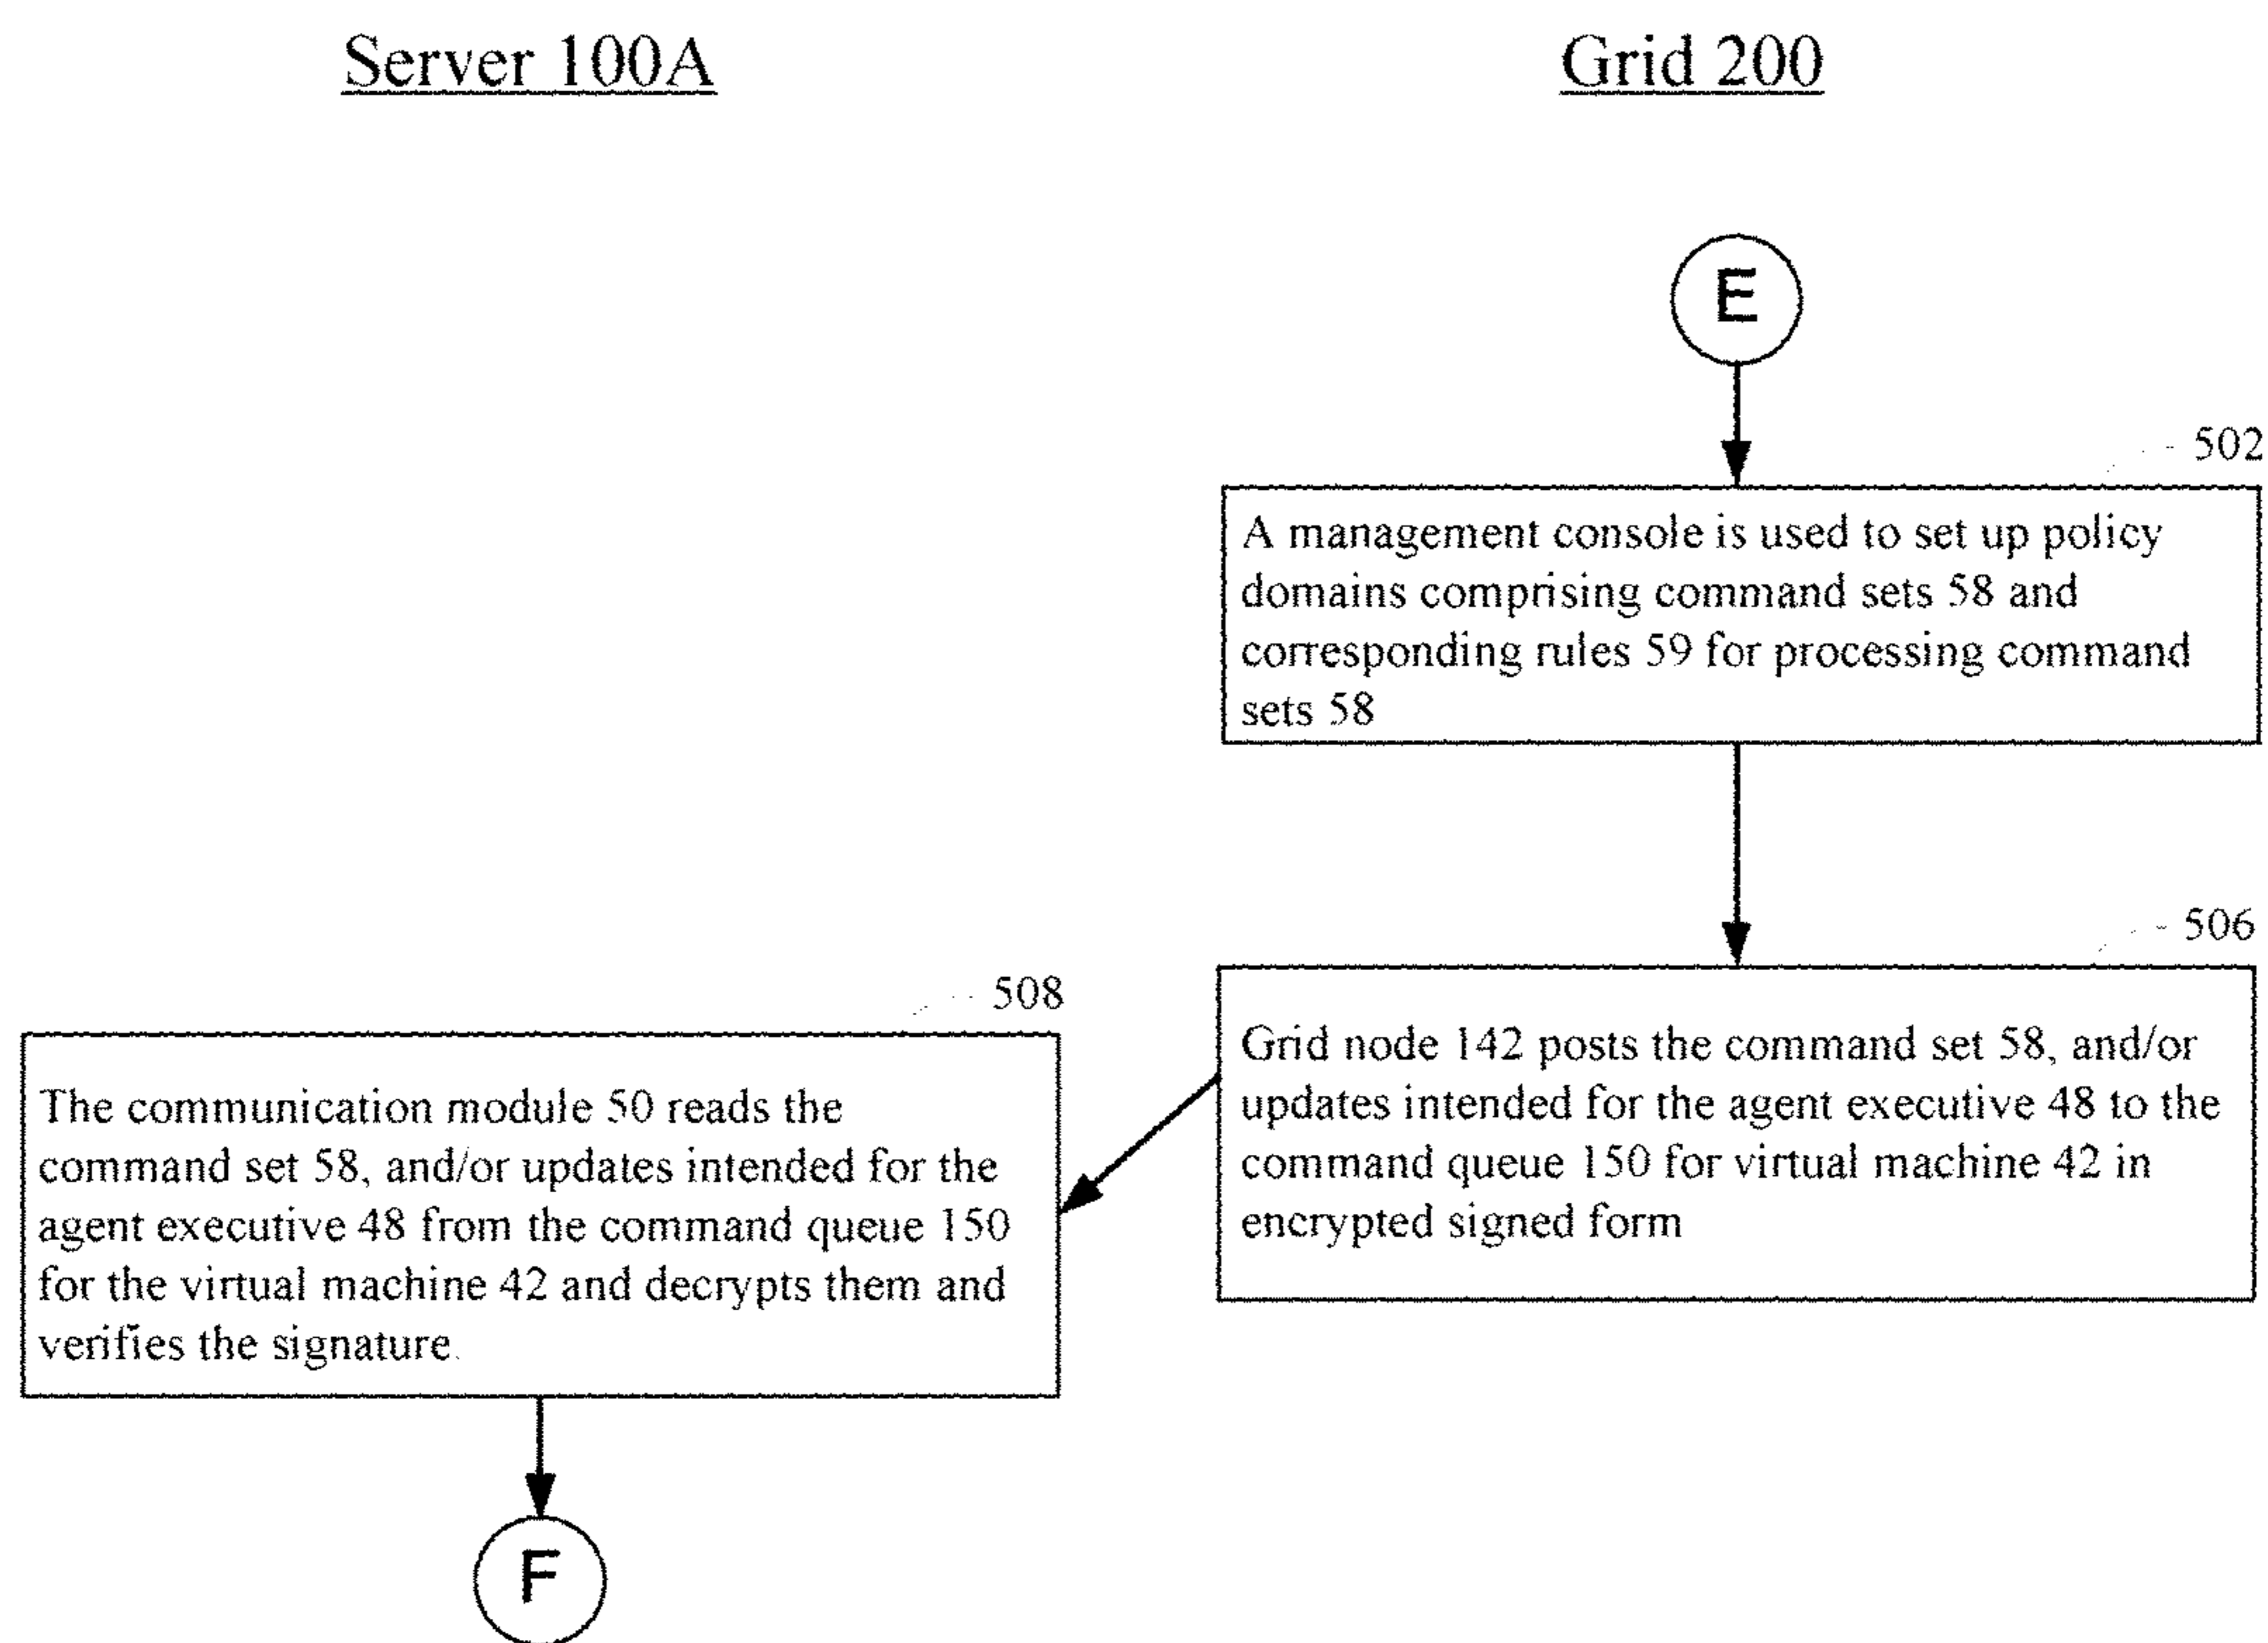 Server 100A
Grid 200
E
502
A management console is used to set up policy
domains comprising command sets 58 and
corresponding rules 59 for processing command
sets 58
506
Grid node 142 posts the command set 58, and/or
updates intended for the agent executive 48 to the
command queue 150 for virtual machine 42 in
encrypted signed form
508
The communication module 50 reads the
command set 58, and/or updates intended for the
agent executive 48 from the command queue 150
for the virtual machine 42 and decrypts them and
verifies the signature.
F